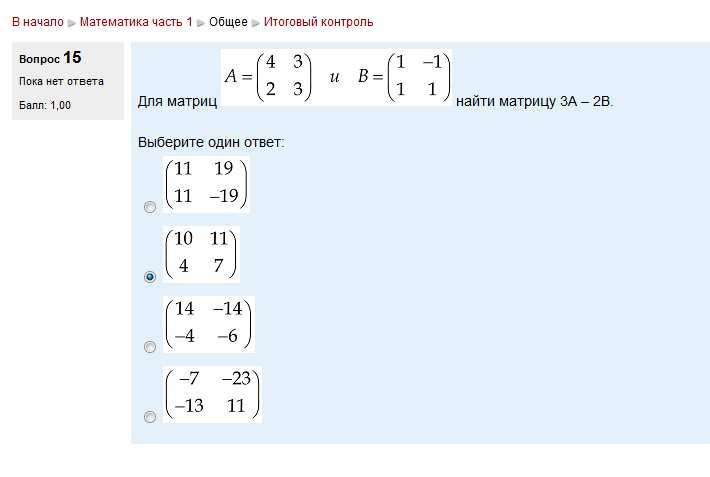 В начало ▶ Математика часть 1 ▶ Общее ▶ Итоговый контроль
Вопрос 15
Пока нет ответа
Балл: 1,00
Для матриц A = (4 3; 2 3) и B = (1 –1; 1 1) найти матрицу 3A – 2B.
Выберите один ответ:
11 19
11 –19
10 11
4 7
14 –14
–4 –6
–7 –23
–13 11